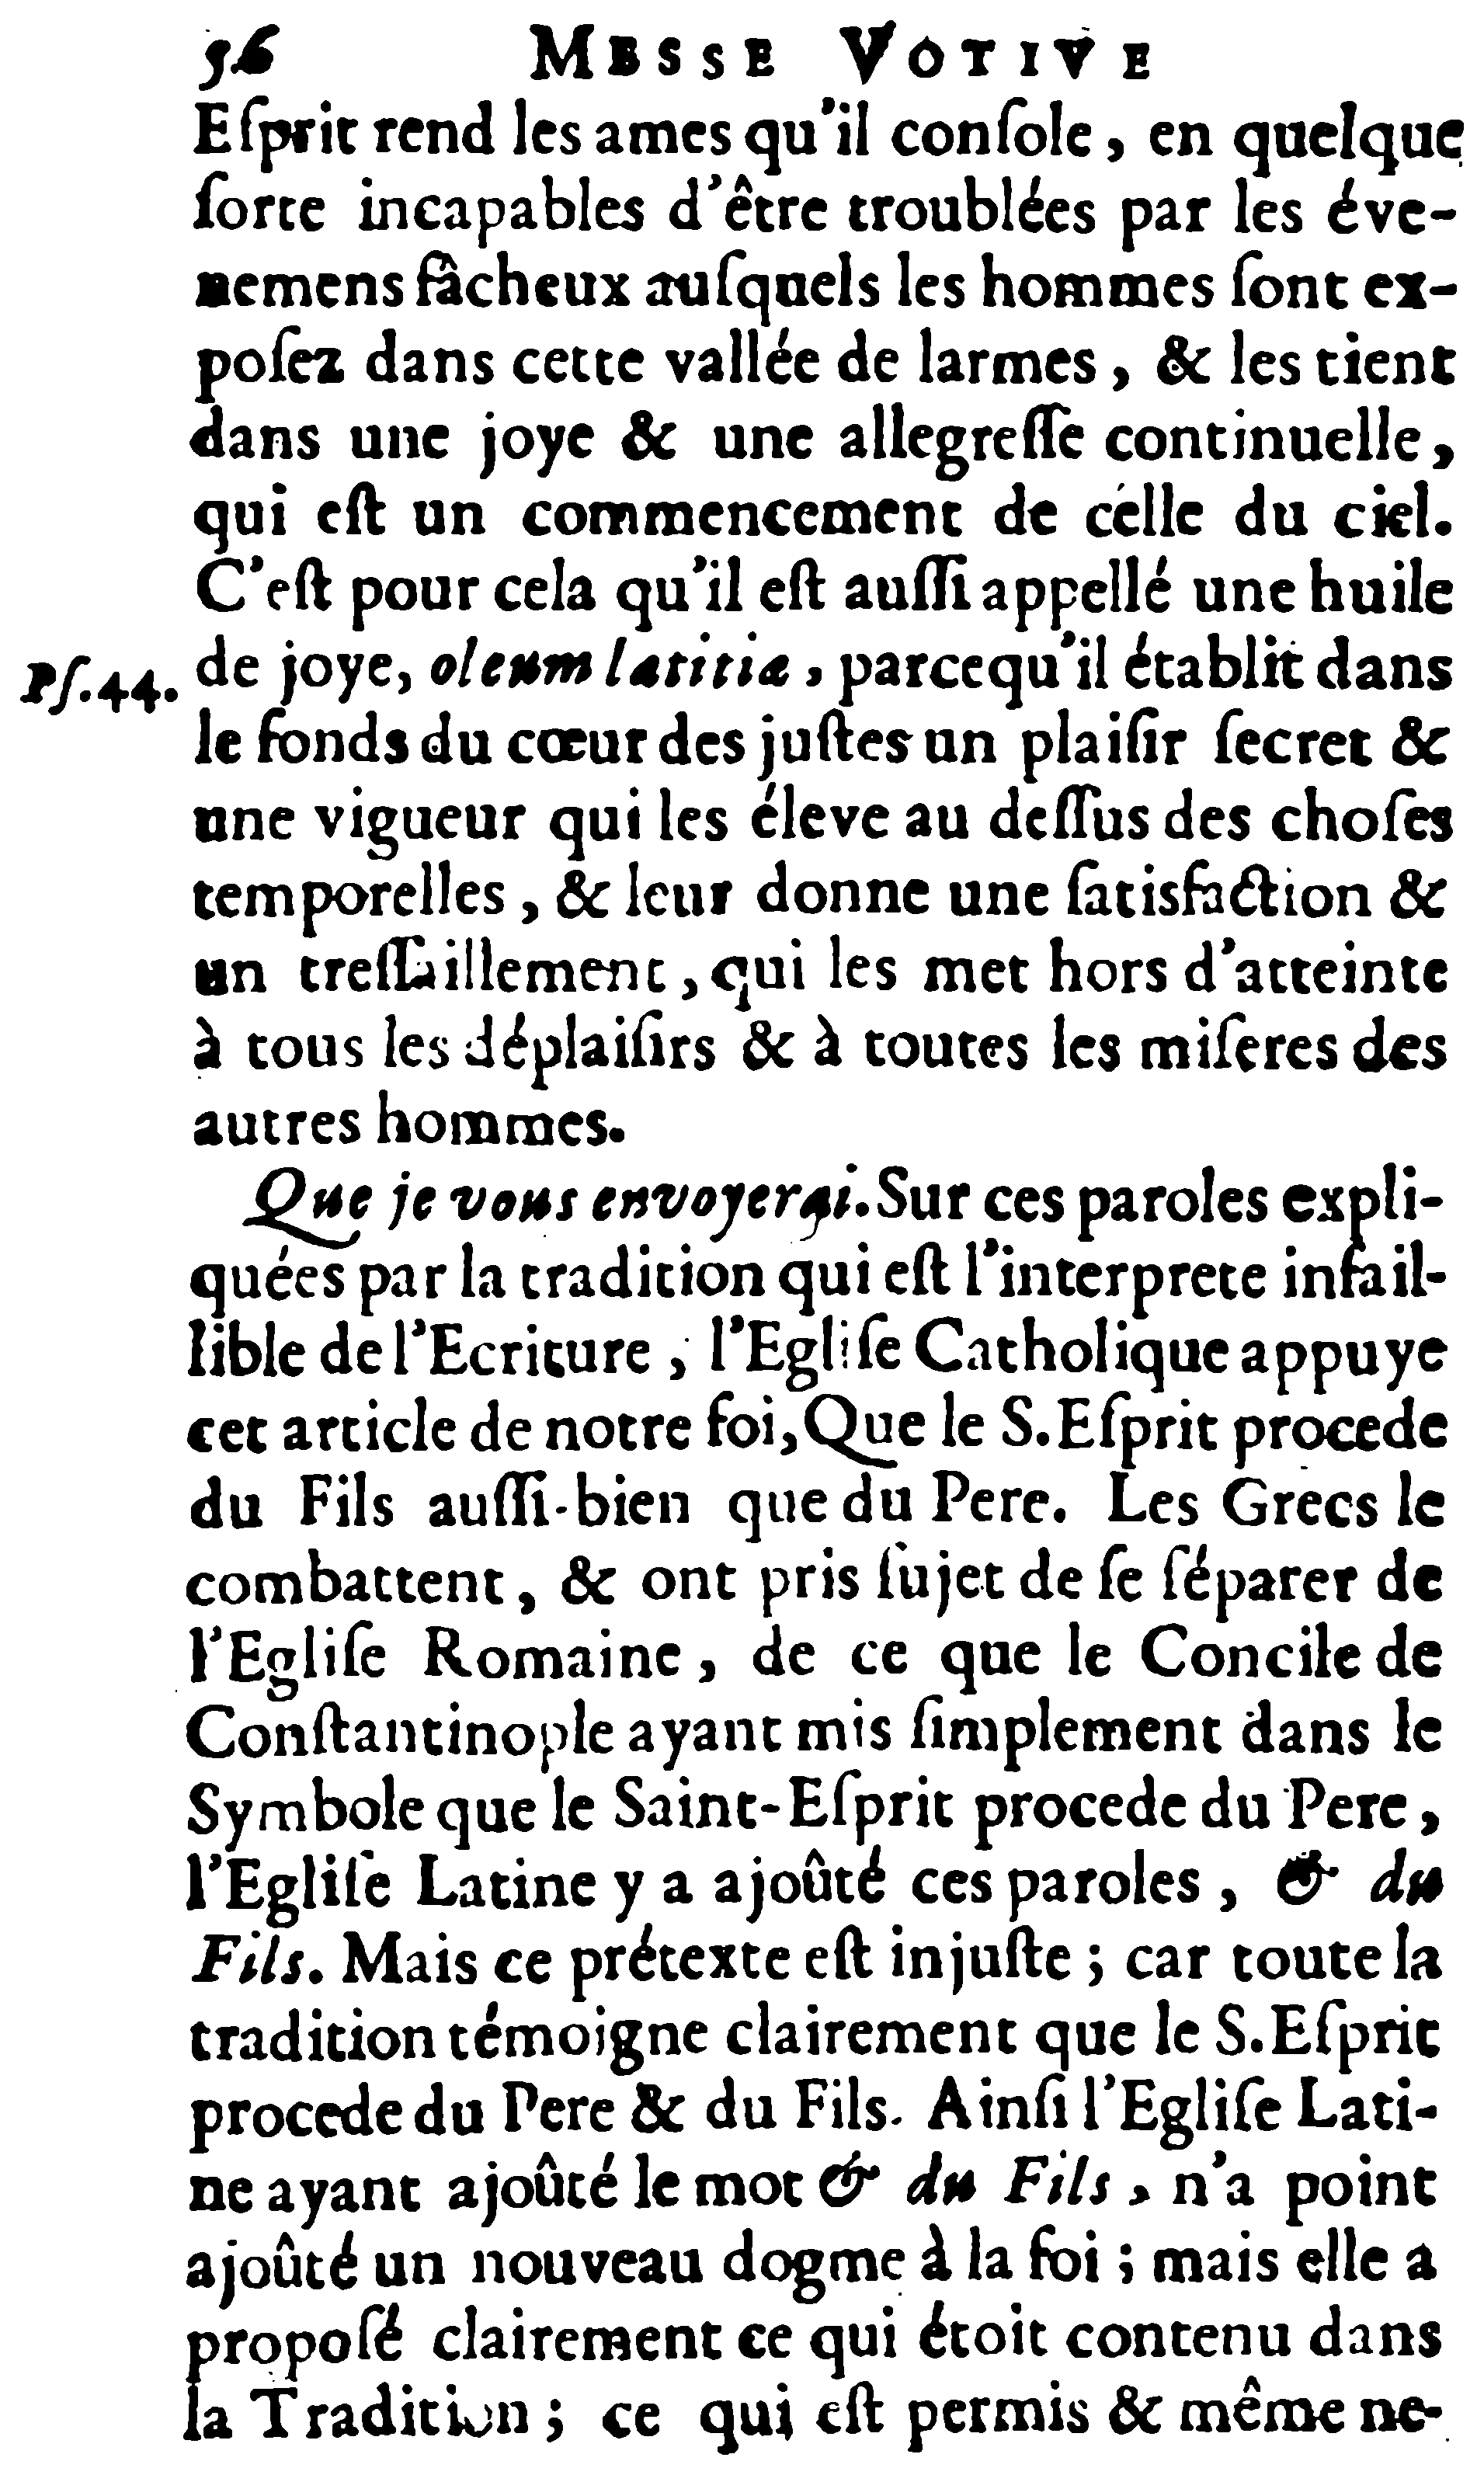 56 MESSE VOTIVE
Eſprit rend les ames qu'il conſole, en quelque
ſorte incapables d'être troublées par les éve-
nemens fâcheux auſquels les hommes ſont ex-
poſez dans cette vallée de larmes, & les tient
dans une joye & une allegreſſe continuelle,
qui eſt un commencement de celle du ciel.
C'eſt pour cela qu'il eſt auſſi appellé une huile
Pſ. 44. de joye, oleum lætitiæ, parcequ'il établit dans
le fonds du cœur des juſtes un plaiſir ſecret &
une vigueur qui les éleve au deſſus des choſes
temporelles, & leur donne une ſatisfaction &
un treſſaillement, qui les met hors d'atteinte
à tous les déplaiſirs & à toutes les miſeres des
autres hommes.
Que je vous envoyerai. Sur ces paroles expli-
quées par la tradition qui eſt l'interprete infail-
lible de l'Ecriture, l'Egliſe Catholique appuye
cet article de notre foi, Que le S. Eſprit procede
du Fils auſſi-bien que du Pere. Les Grecs le
combattent, & ont pris ſujet de ſe ſéparer de
l'Egliſe Romaine, de ce que le Concile de
Conſtantinople ayant mis ſimplement dans le
Symbole que le Saint-Eſprit procede du Pere,
l'Egliſe Latine y a ajoûté ces paroles, & du
Fils. Mais ce prétexte eſt injuſte; car toute la
tradition témoigne clairement que le S. Eſprit
procede du Pere & du Fils. Ainſi l'Egliſe Lati-
ne ayant ajoûté le mot & du Fils, n'a point
ajoûté un nouveau dogme à la foi; mais elle a
propoſé clairement ce qui étoit contenu dans
la Tradition; ce qui eſt permis & même ne-